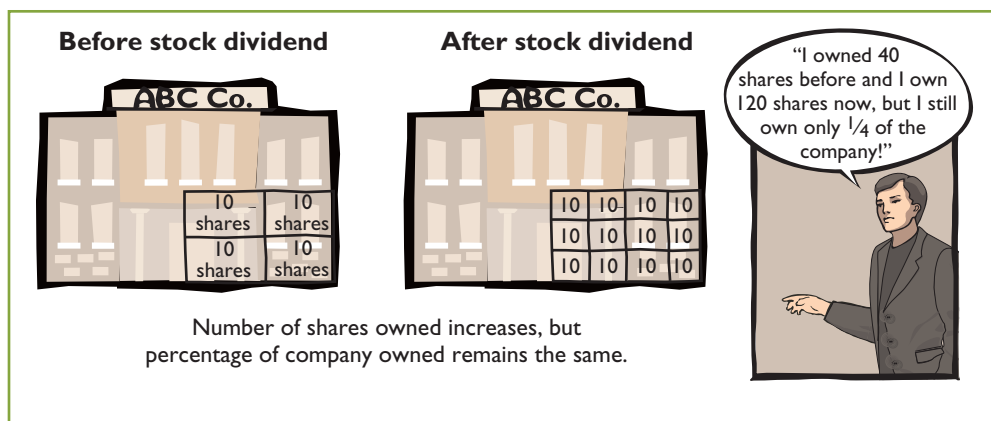 Before stock dividend
ABC Co.
10
shares
10
shares
10
shares
10
shares
After stock dividend
ABC Co.
10 10 10 10
10 10 10 10
10 10 10 10
Number of shares owned increases, but
percentage of company owned remains the same.
“I owned 40
shares before and I own
120 shares now, but I still
own only 1/4 of the
company!”